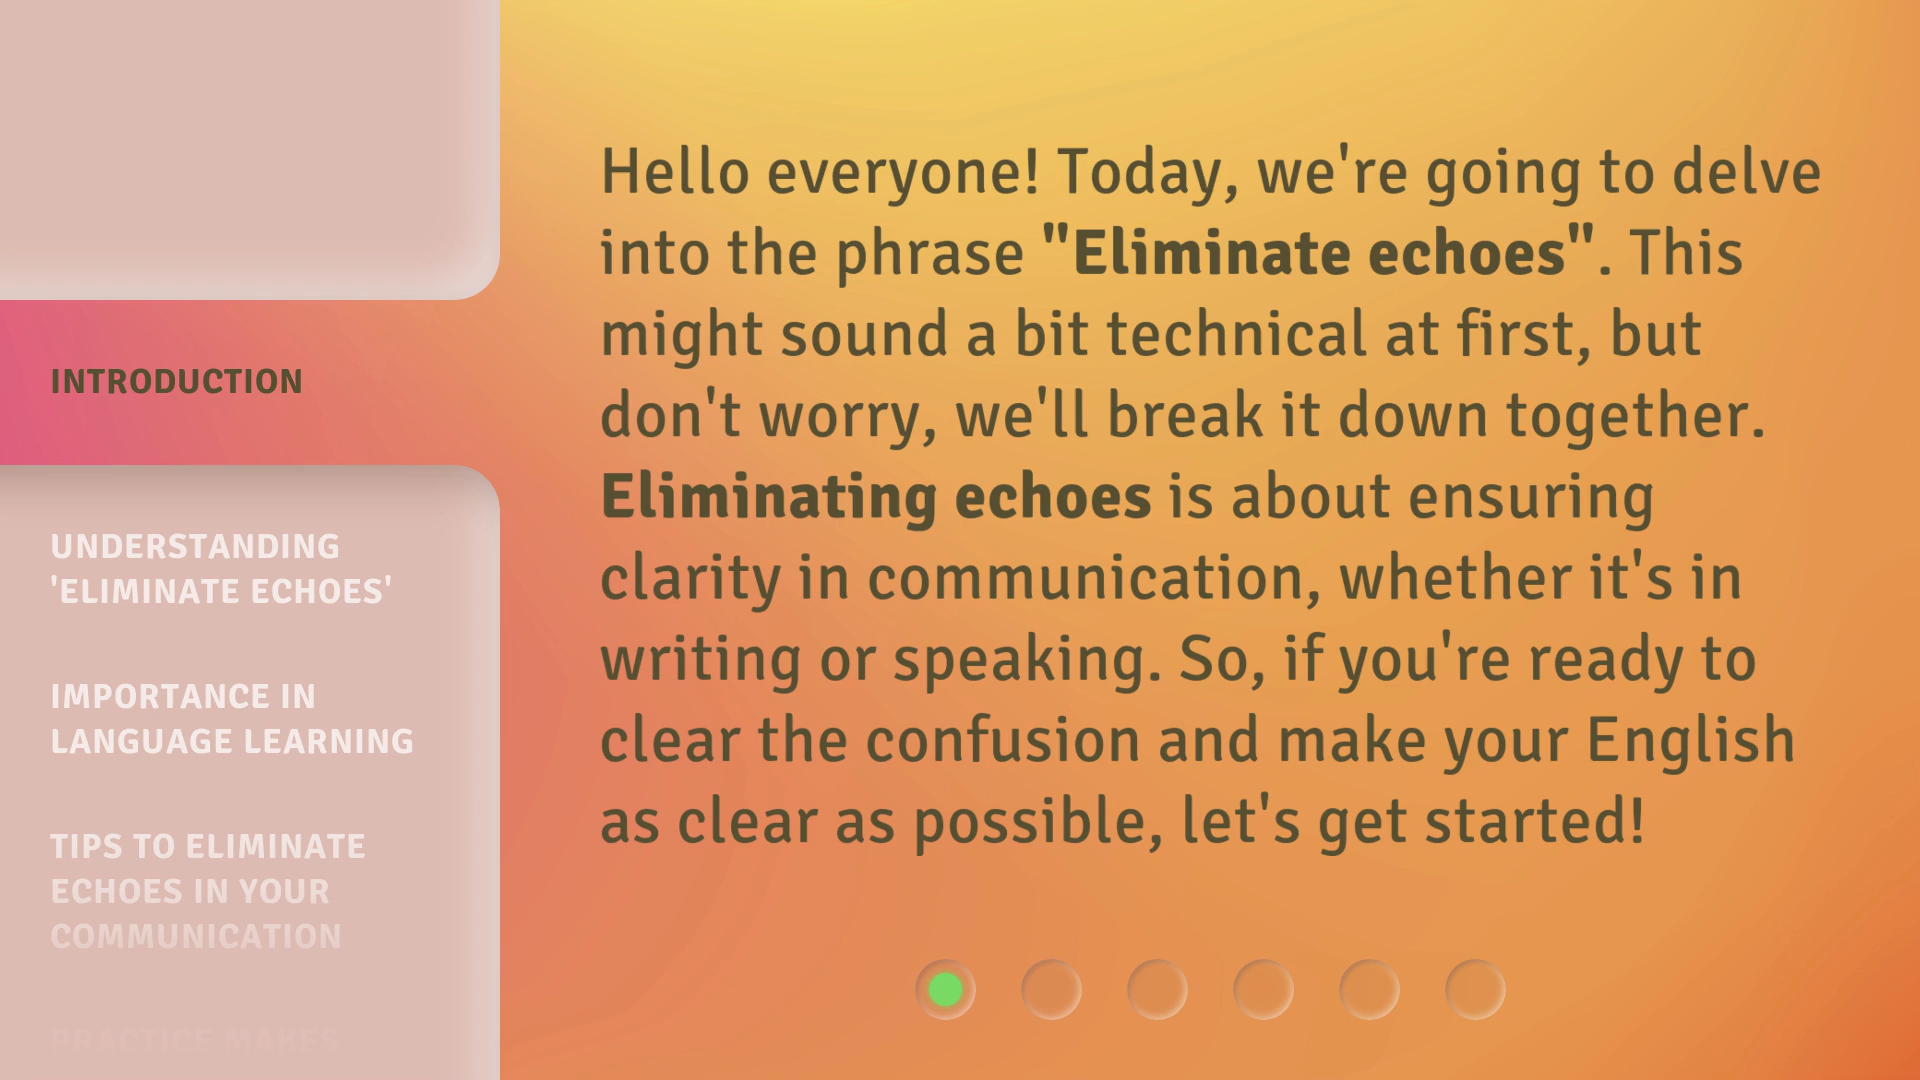 INTRODUCTION
UNDERSTANDING
'ELIMINATE ECHOES'
IMPORTANCE IN
LANGUAGE LEARNING
TIPS TO ELIMINATE
ECHOES IN YOUR
COMMUNICATION
PRACTICE MAKES
Hello everyone! Today, we're going to delve
into the phrase "Eliminate echoes". This
might sound a bit technical at first, but
don't worry, we'll break it down together.
Eliminating echoes is about ensuring
clarity in communication, whether it's in
writing or speaking. So, if you're ready to
clear the confusion and make your English
as clear as possible, let's get started!